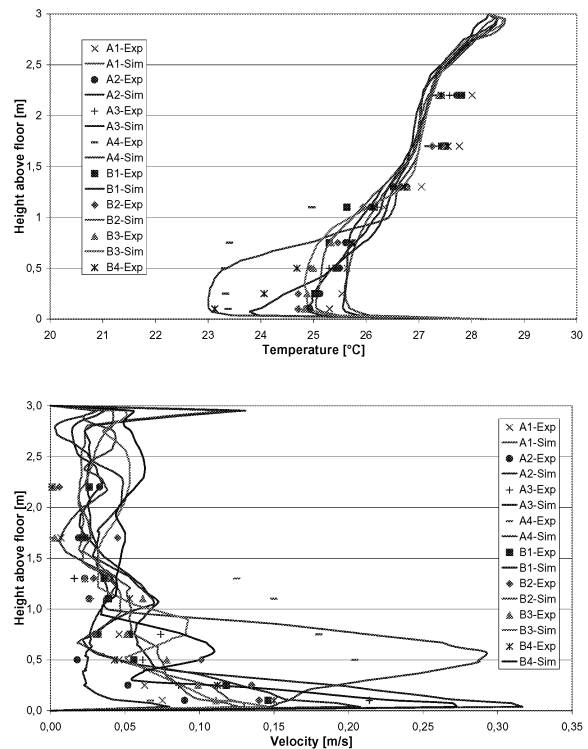 3
2,5
2
1,5
1
0,5
0
Height above floor [m]
A1-Exp
A1-Sim
A2-Exp
A2-Sim
A3-Exp
A3-Sim
A4-Exp
A4-Sim
B1-Exp
B1-Sim
B2-Exp
B2-Sim
B3-Exp
B3-Sim
B4-Exp
20 21 22 23 24 25 26 27 28 29 30
Temperature [°C]
3,0
2,5
2,0
1,5
1,0
0,5
0,0
Height above floor [m]
A1-Exp
A1-Sim
A2-Exp
A2-Sim
A3-Exp
A3-Sim
A4-Exp
A4-Sim
B1-Exp
B1-Sim
B2-Exp
B2-Sim
B3-Exp
B3-Sim
B4-Exp
B4-Sim
0,00 0,05 0,10 0,15 0,20 0,25 0,30 0,35
Velocity [m/s]